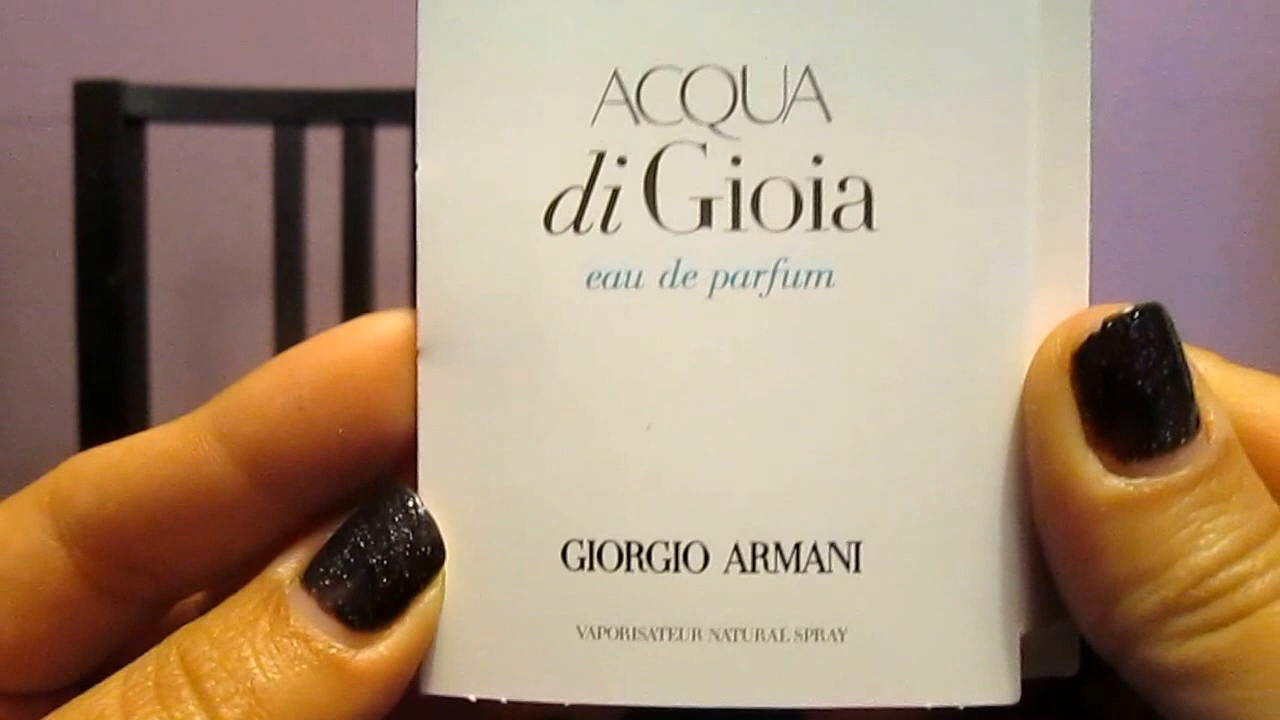 ACQUA
di Gioia
eau de parfum
GIORGIO ARMANI
VAPORISATEUR NATURAL SPRAY